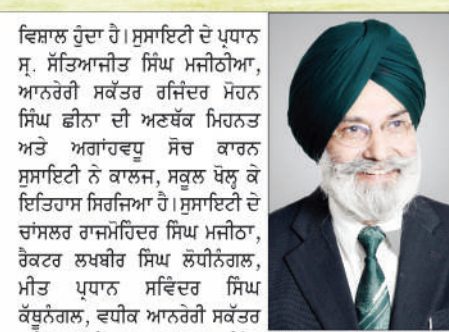 ਵਿਸ਼ਾਲ ਹੁੰਦਾ ਹੈ। ਸੁਸਾਇਟੀ ਦੇ ਪ੍ਰਧਾਨ
ਸ੍ਰ. ਸੱਤਿਆਜੀਤ ਸਿੰਘ ਮਜੀਠੀਆ,
ਆਨਰੇਰੀ ਸਕੱਤਰ ਰਜਿੰਦਰ ਮੋਹਨ
ਸਿੰਘ ਛੀਨਾ ਦੀ ਅਣਥੱਕ ਮਿਹਨਤ
ਅਤੇ ਅਗਾਂਹਵਧੂ ਸੋਚ ਕਾਰਨ
ਸੁਸਾਇਟੀ ਨੇ ਕਾਲਜ, ਸਕੂਲ ਖੋਲ੍ਹ ਕੇ
ਇਤਿਹਾਸ ਸਿਰਜਿਆ ਹੈ। ਸੁਸਾਇਟੀ ਦੇ
ਚਾਂਸਲਰ ਰਾਜਮੋਹਿੰਦਰ ਸਿੰਘ ਮਜੀਠਾ,
ਰੈਕਟਰ ਲਖਬੀਰ ਸਿੰਘ ਲੋਧੀਨੰਗਲ,
ਮੀਤ ਪ੍ਰਧਾਨ ਸਵਿੰਦਰ ਸਿੰਘ
ਕੱਥੂਨੰਗਲ, ਵਧੀਕ ਆਨਰੇਰੀ ਸਕੱਤਰ